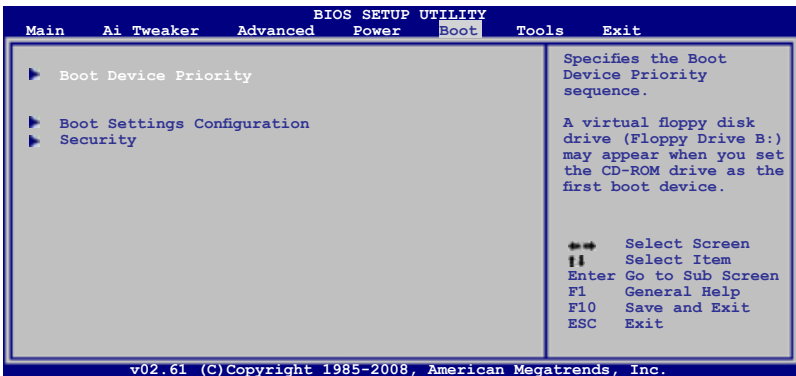 BIOS SETUP UTILITY
Main Ai Tweaker Advanced Power Boot Tools Exit
Boot Device Priority
Boot Settings Configuration
Security
Specifies the Boot
Device Priority
sequence.
A virtual floppy disk
drive (Floppy Drive B:)
may appear when you set
the CD-ROM drive as the
first boot device.
←→ Select Screen
↑↓ Select Item
Enter Go to Sub Screen
F1 General Help
F10 Save and Exit
ESC Exit
v02.61 (C)Copyright 1985-2008, American Megatrends, Inc.